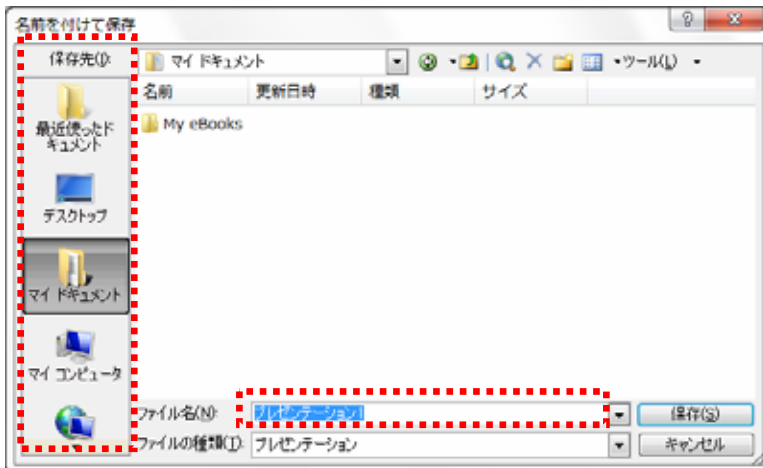 名前を付けて保存
保存先(I):
マイ ドキュメント
ツール(L)
名前 更新日時 種類 サイズ
My eBooks
最近使ったド
キュメント
デスクトップ
マイ ドキュメント
マイ コンピュータ
ファイル名(N):
プレゼンテーション1
保存(S)
ファイルの種類(T):
プレゼンテーション
キャンセル